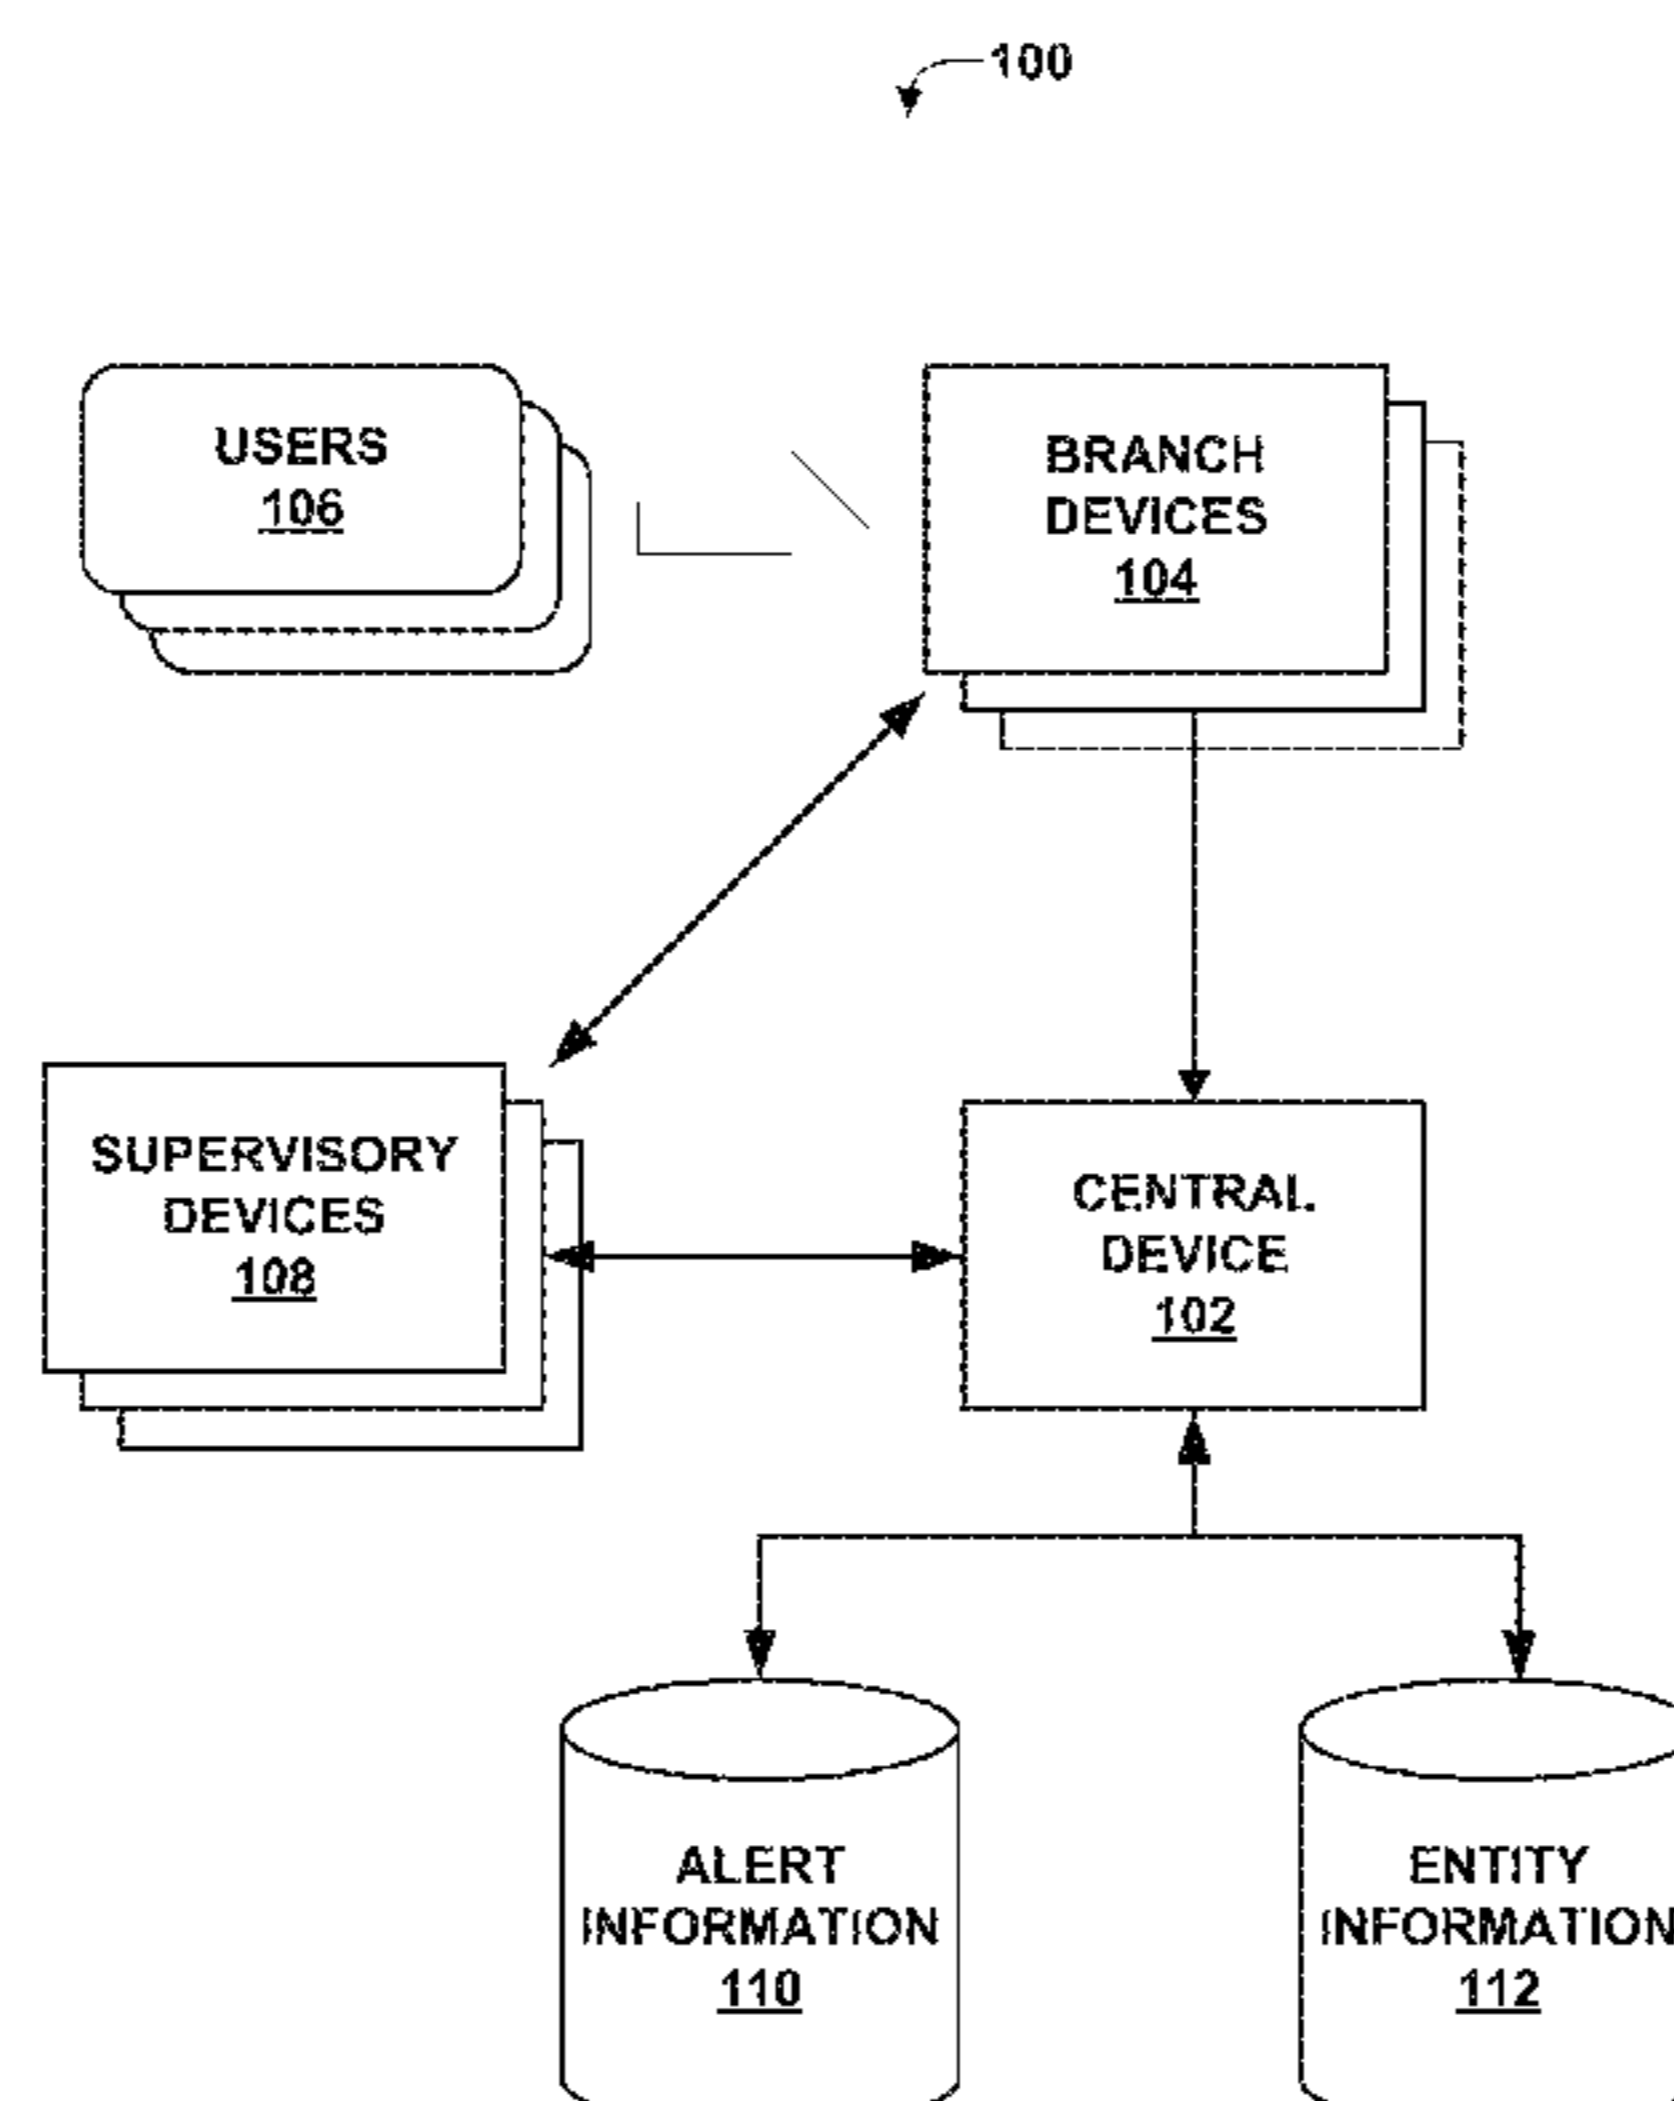 100
USERS
106
BRANCH
DEVICES
104
SUPERVISORY
DEVICES
108
CENTRAL
DEVICE
102
ALERT
INFORMATION
110
ENTITY
INFORMATION
112